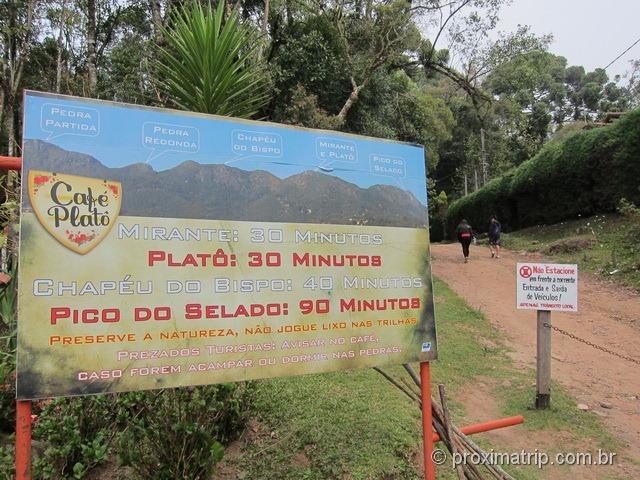 PEDRA
PARTIDA
PEDRA
REDONDA
CHAPÉU
DO BISPO
MIRANTE
E PLATÔ
PICO DO
SELADO
Café
Platô
MIRANTE: 30 MINUTOS
PLATÔ: 30 MINUTOS
CHAPÉU DO BISPO: 40 MINUTOS
PICO DO SELADO: 90 MINUTOS
PRESERVE A NATUREZA, NÃO JOGUE LIXO NAS TRILHAS
PREZADOS TURISTAS: AVISAR NO CAFÉ,
CASO FOREM ACAMPAR OU DORMIR NAS PEDRAS.
Não Estacione
em frente a corrente
Entrada e Saída
de Veículos!
APENAS TRÂNSITO LOCAL
©proximatrip.com.br